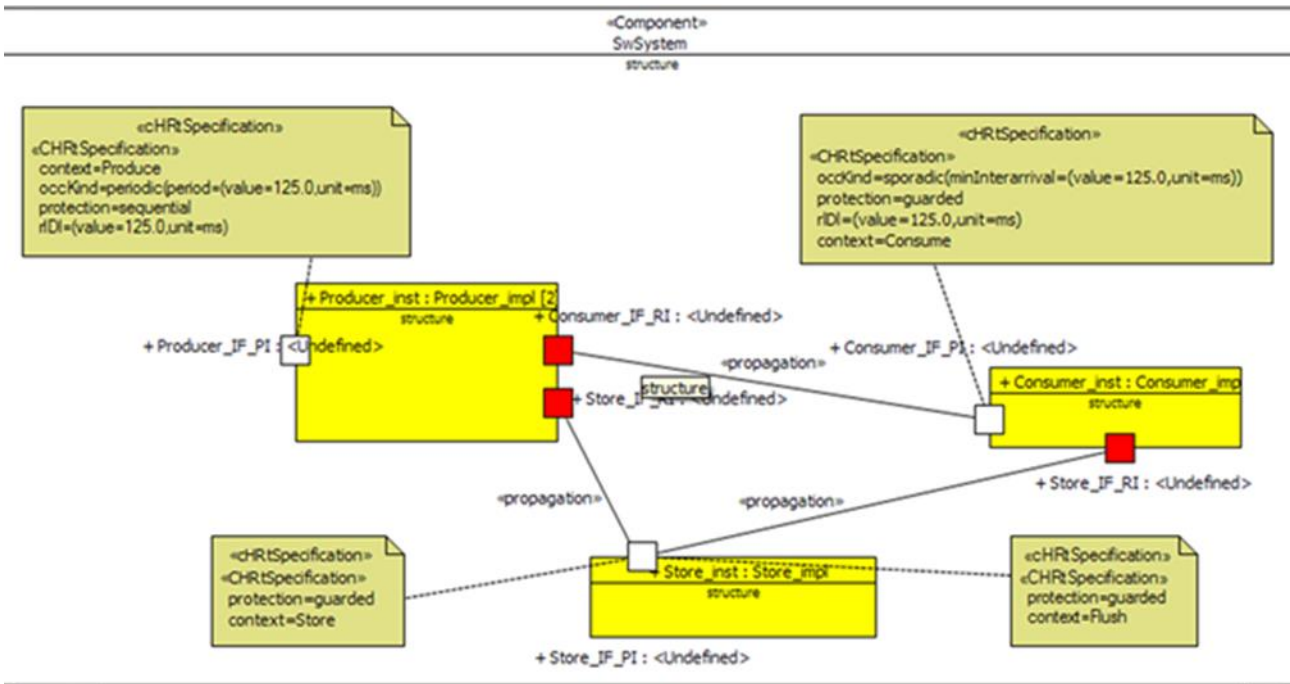 «Component»
SwSystem
structure
«cHRtSpecification»
«CHRtSpecification»
context=Produce
occKind=periodic(period=(value=125.0,unit=ms))
protection=sequential
rlDl=(value=125.0,unit=ms)
«cHRtSpecification»
«CHRtSpecification»
occKind=sporadic(minInterarrival=(value=125.0,unit=ms))
protection=guarded
rlDl=(value=125.0,unit=ms)
context=Consume
+ Producer_inst : Producer_impl [2]
structure
+ Consumer_IF_RI : <Undefined>
+ Producer_IF_PI : <Undefined>
+ Consumer_IF_PI : <Undefined>
«propagation»
structure
+ Store_IF_RI : <Undefined>
+ Consumer_inst : Consumer_imp
structure
+ Store_IF_RI : <Undefined>
«propagation»
«propagation»
«cHRtSpecification»
«CHRtSpecification»
protection=guarded
context=Store
+ Store_inst : Store_impl
structure
«cHRtSpecification»
«CHRtSpecification»
protection=guarded
context=Flush
+ Store_IF_PI : <Undefined>